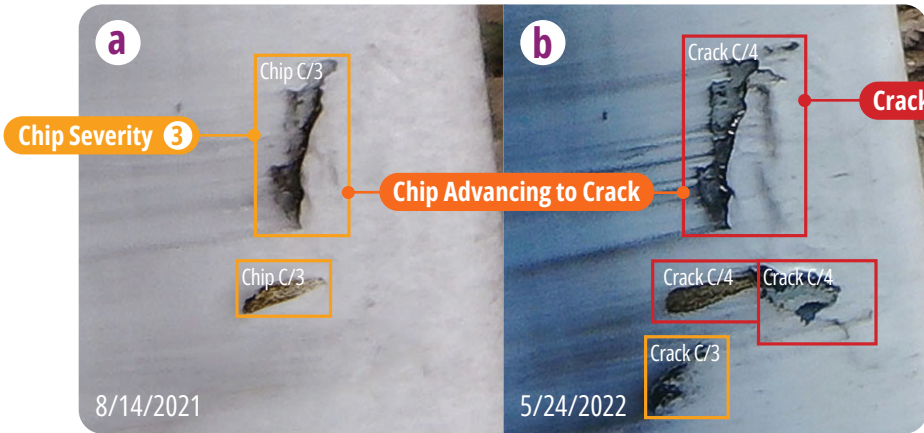 a
Chip C/3
Chip Severity 3
Chip C/3
8/14/2021
Chip Advancing to Crack
b
Crack C/4
Crack
Crack C/4
Crack C/4
Crack C/3
5/24/2022